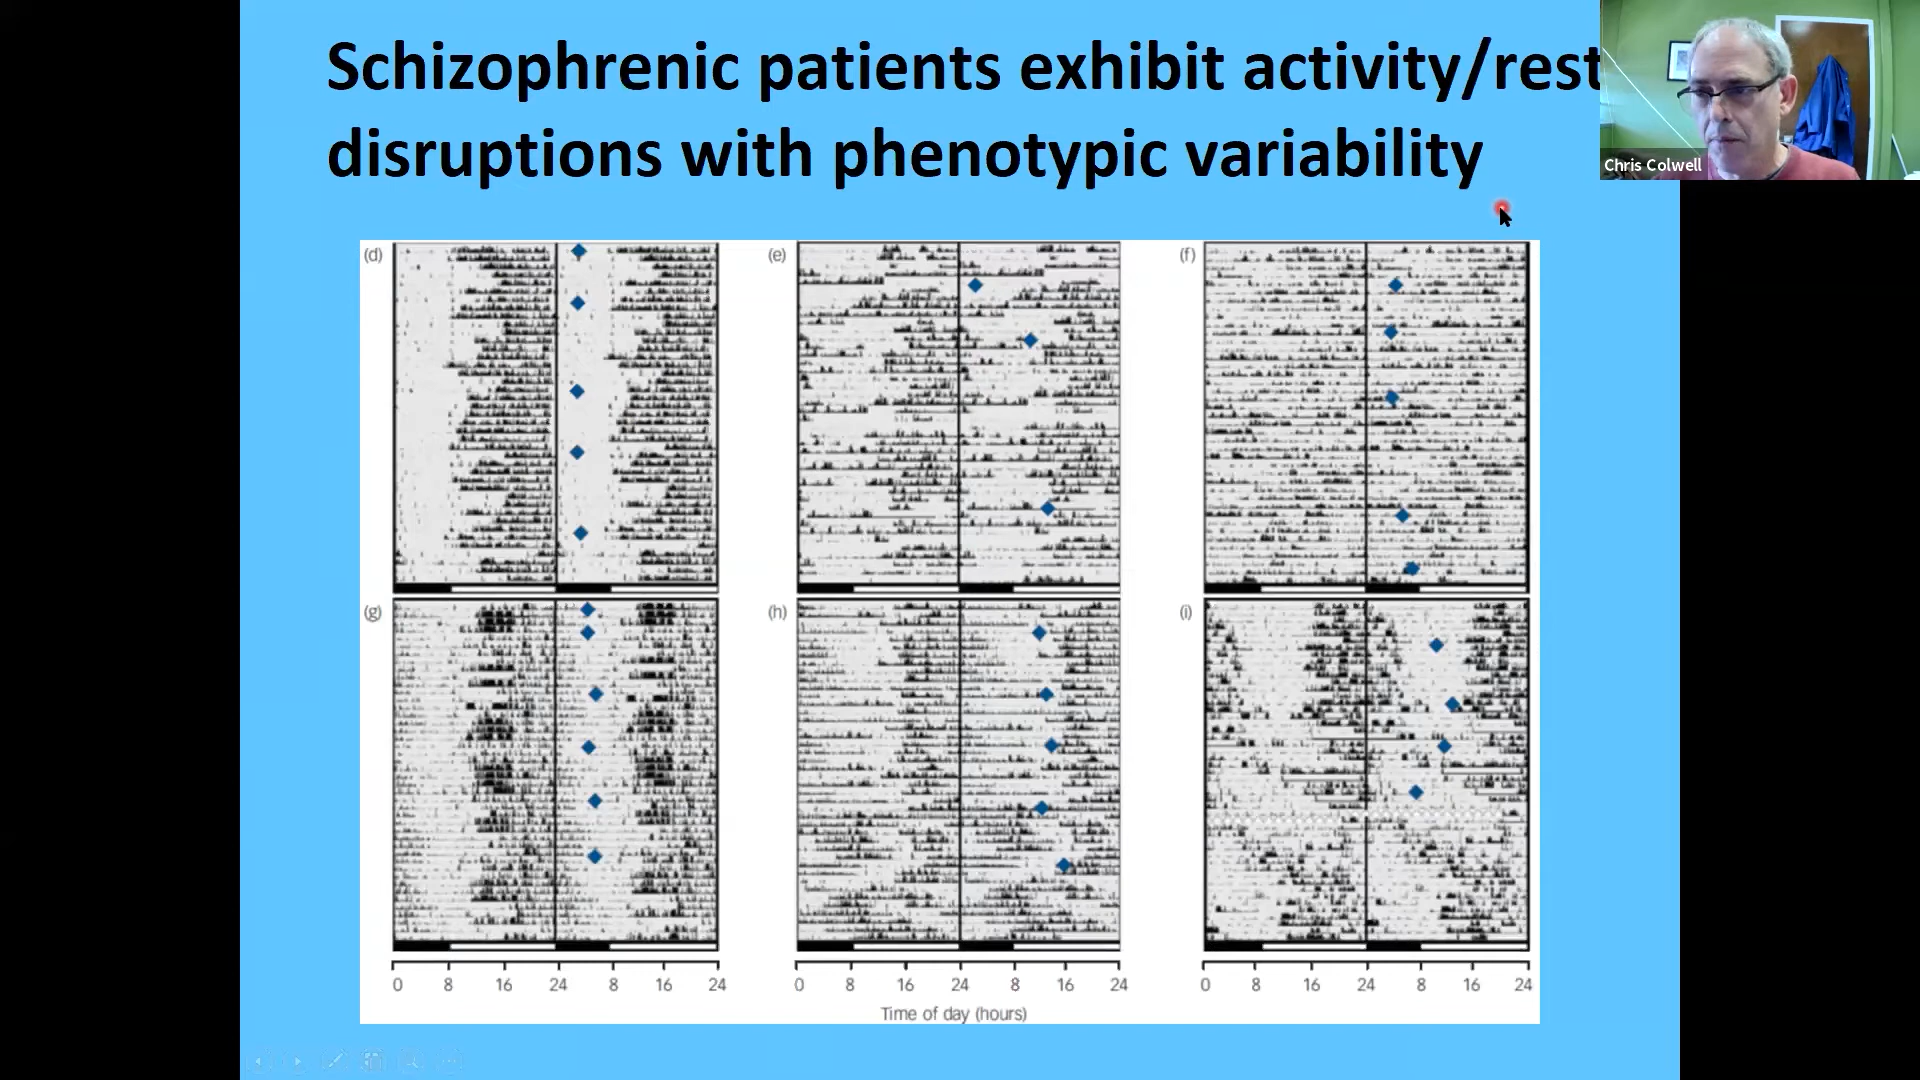 Schizophrenic patients exhibit activity/rest
disruptions with phenotypic variability
Chris Colwell
(d)
(e)
(f)
(g)
(h)
(i)
0 8 16 24 8 16 24
0 8 16 24 8 16 24
0 8 16 24 8 16 24
Time of day (hours)